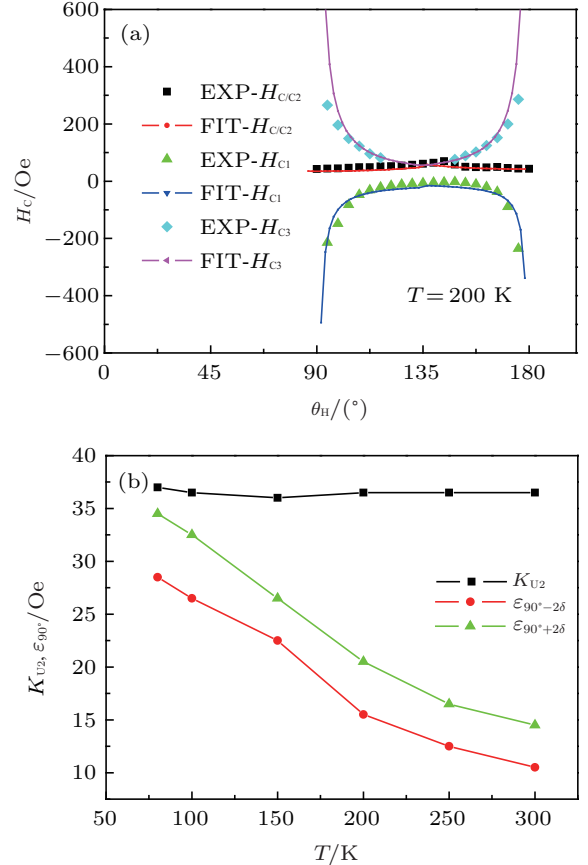 (a)
600
400
200
0
−200
−400
−600
H_C/Oe
EXP-H_C/C2
FIT-H_C/C2
EXP-H_C1
FIT-H_C1
EXP-H_C3
FIT-H_C3
T = 200 K
0 45 90 135 180
θ_H/(°)
(b)
40
35
30
25
20
15
10
K_U2, ε_90°/Oe
K_U2
ε_90°−2δ
ε_90°+2δ
50 100 150 200 250 300
T/K